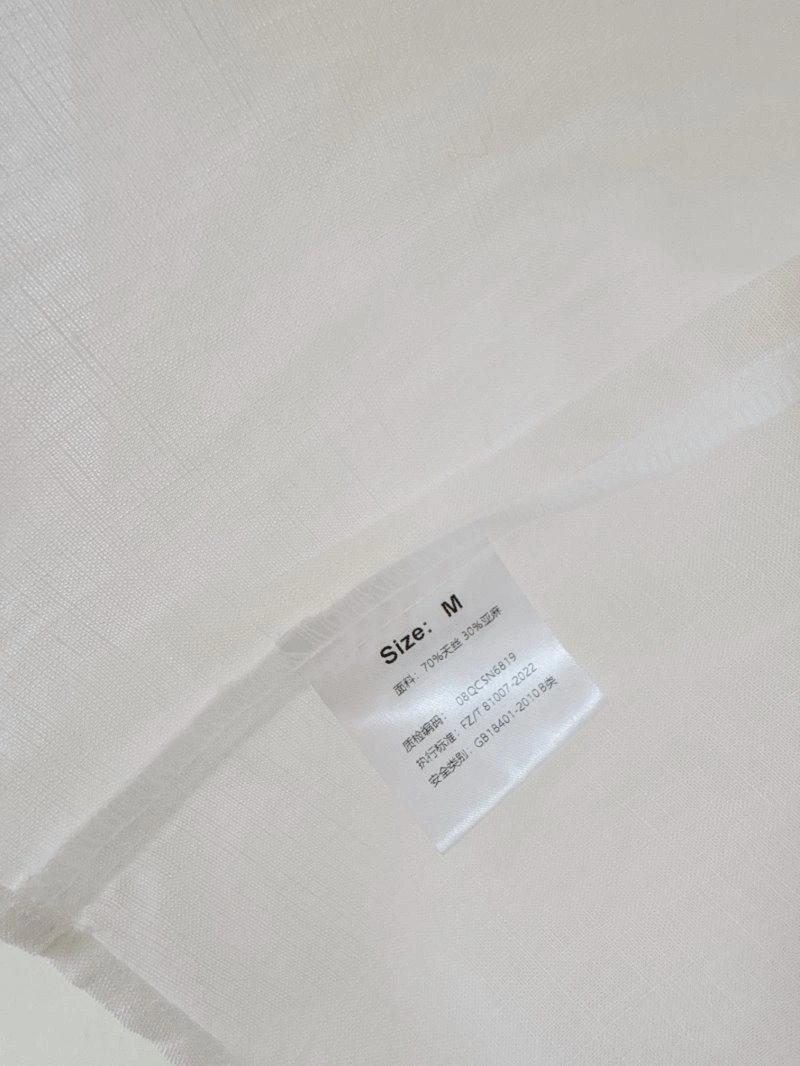 Size: M
面料: 70%天丝 30%亚麻
质检编码: 08QCSN6819
执行标准: FZ/T 81007-2022
安全类别: GB18401-2010 B类